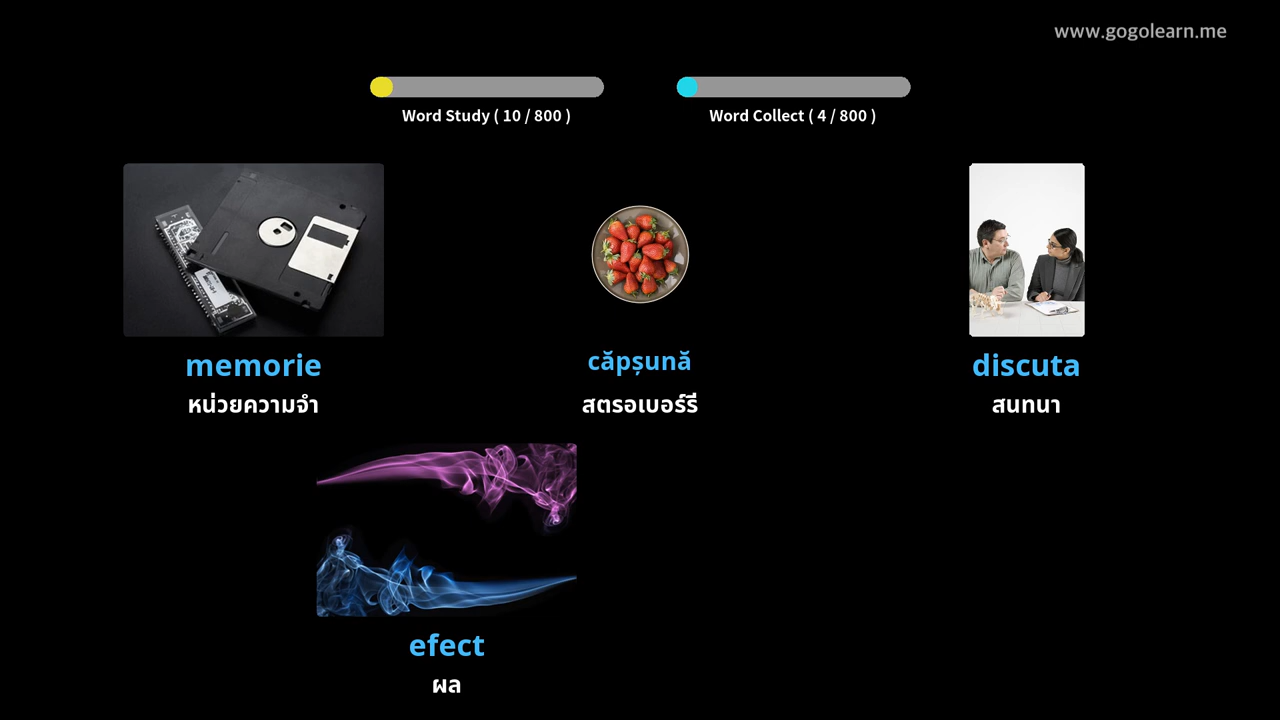 www.gogolearn.me
Word Study ( 10 / 800 )
Word Collect ( 4 / 800 )
memorie
หน่วยความจำ
căpșună
สตรอเบอร์รี
discuta
สนทนา
efect
ผล